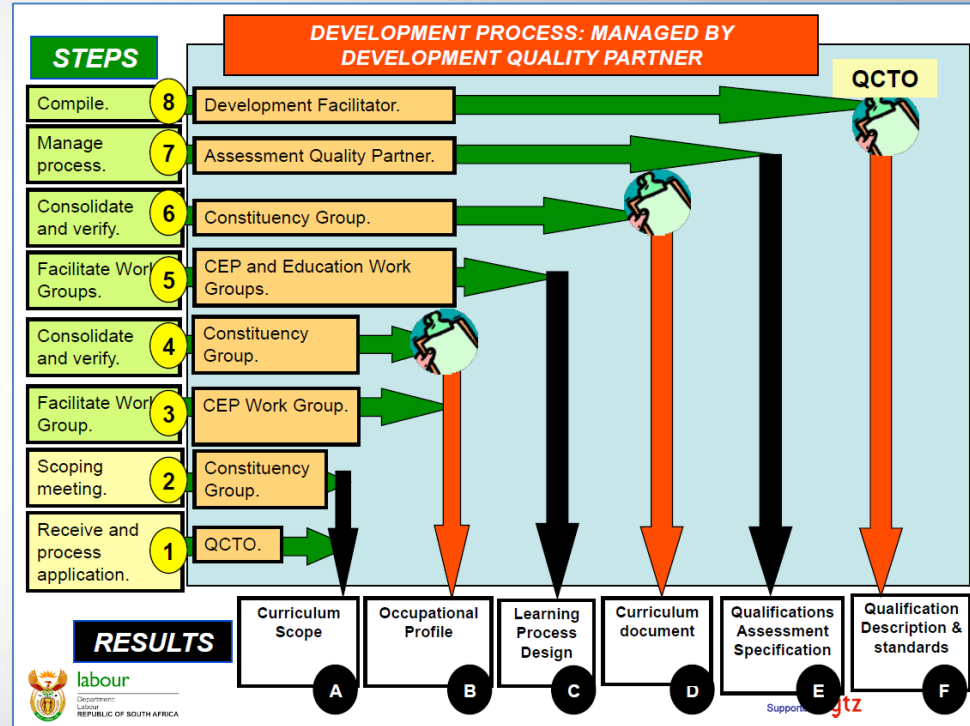 DEVELOPMENT PROCESS: MANAGED BY
DEVELOPMENT QUALITY PARTNER
STEPS
QCTO
Compile.
8
Development Facilitator.
Manage
process.
7
Assessment Quality Partner.
Consolidate
and verify.
6
Constituency Group.
Facilitate Work
Groups.
5
CEP and Education Work
Groups.
Consolidate
and verify.
4
Constituency
Group.
Facilitate Work
Group.
3
CEP Work Group.
Scoping
meeting.
2
Constituency
Group.
Receive and
process
application.
1
QCTO.
RESULTS
Curriculum
Scope
A
Occupational
Profile
B
Learning
Process
Design
C
Curriculum
document
D
Qualifications
Assessment
Specification
E
Qualification
Description &
standards
F
labour
Department:
Labour
REPUBLIC OF SOUTH AFRICA
gtz